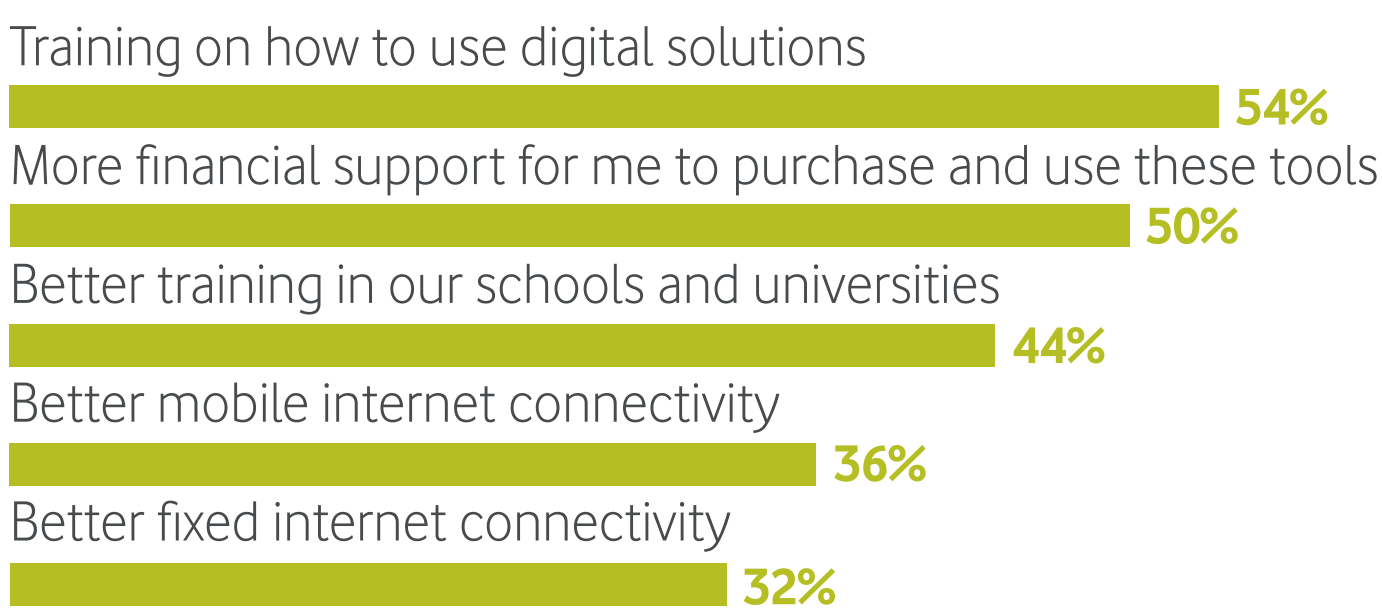 Training on how to use digital solutions
54%
More financial support for me to purchase and use these tools
50%
Better training in our schools and universities
44%
Better mobile internet connectivity
36%
Better fixed internet connectivity
32%